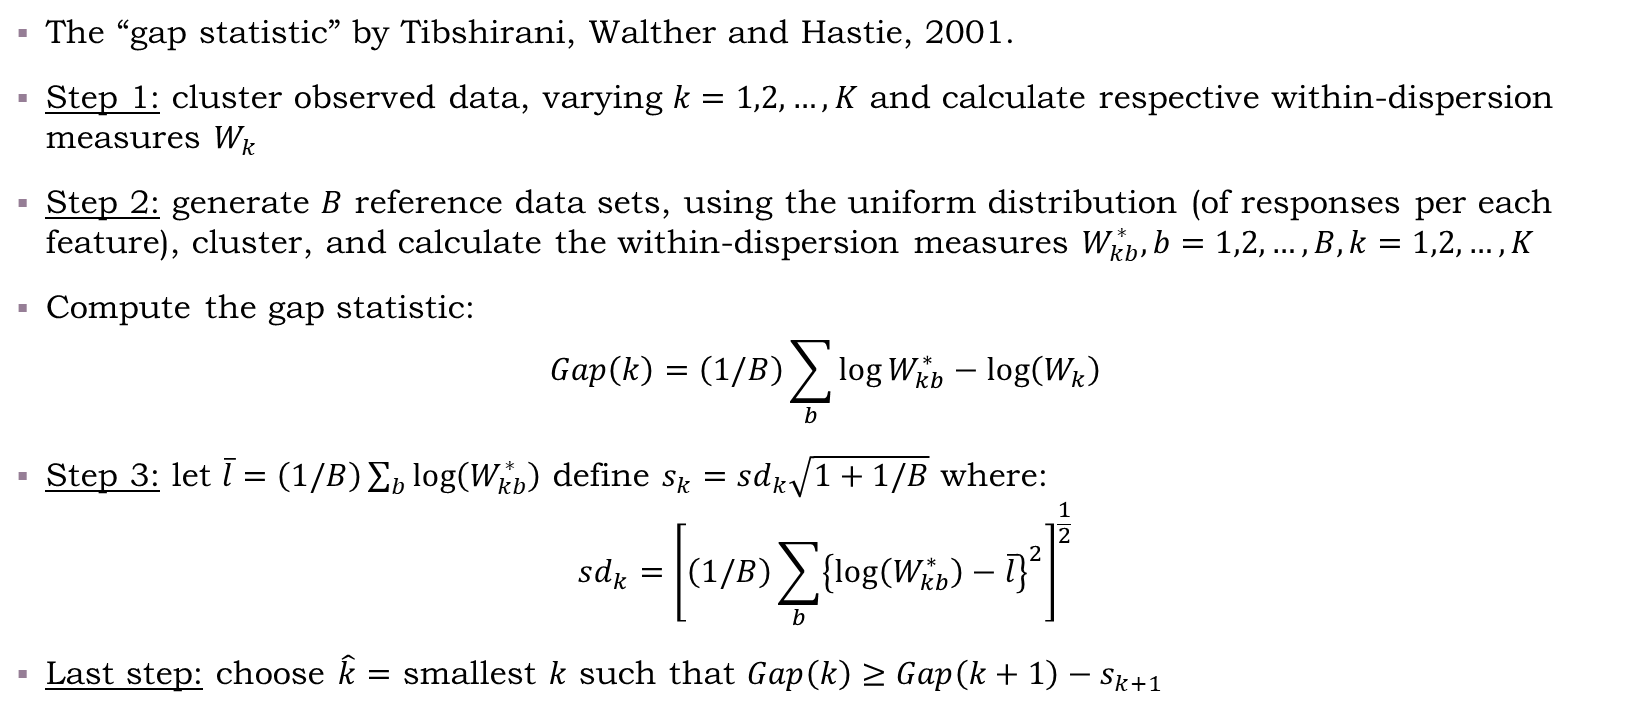 ▪ The “gap statistic” by Tibshirani, Walther and Hastie, 2001.
▪ Step 1: cluster observed data, varying k = 1,2, … , K and calculate respective within-dispersion
measures W_k
▪ Step 2: generate B reference data sets, using the uniform distribution (of responses per each
feature), cluster, and calculate the within-dispersion measures W*_kb, b = 1,2, … , B, k = 1,2, … , K
▪ Compute the gap statistic:
Gap(k) = (1/B) ∑_b log W*_kb − log(W_k)
▪ Step 3: let l̄ = (1/B) ∑_b log(W*_kb) define s_k = sd_k√(1 + 1/B) where:
sd_k = [(1/B) ∑_b {log(W*_kb) − l̄}²]^(1/2)
▪ Last step: choose k̂ = smallest k such that Gap(k) ≥ Gap(k + 1) − s_{k+1}